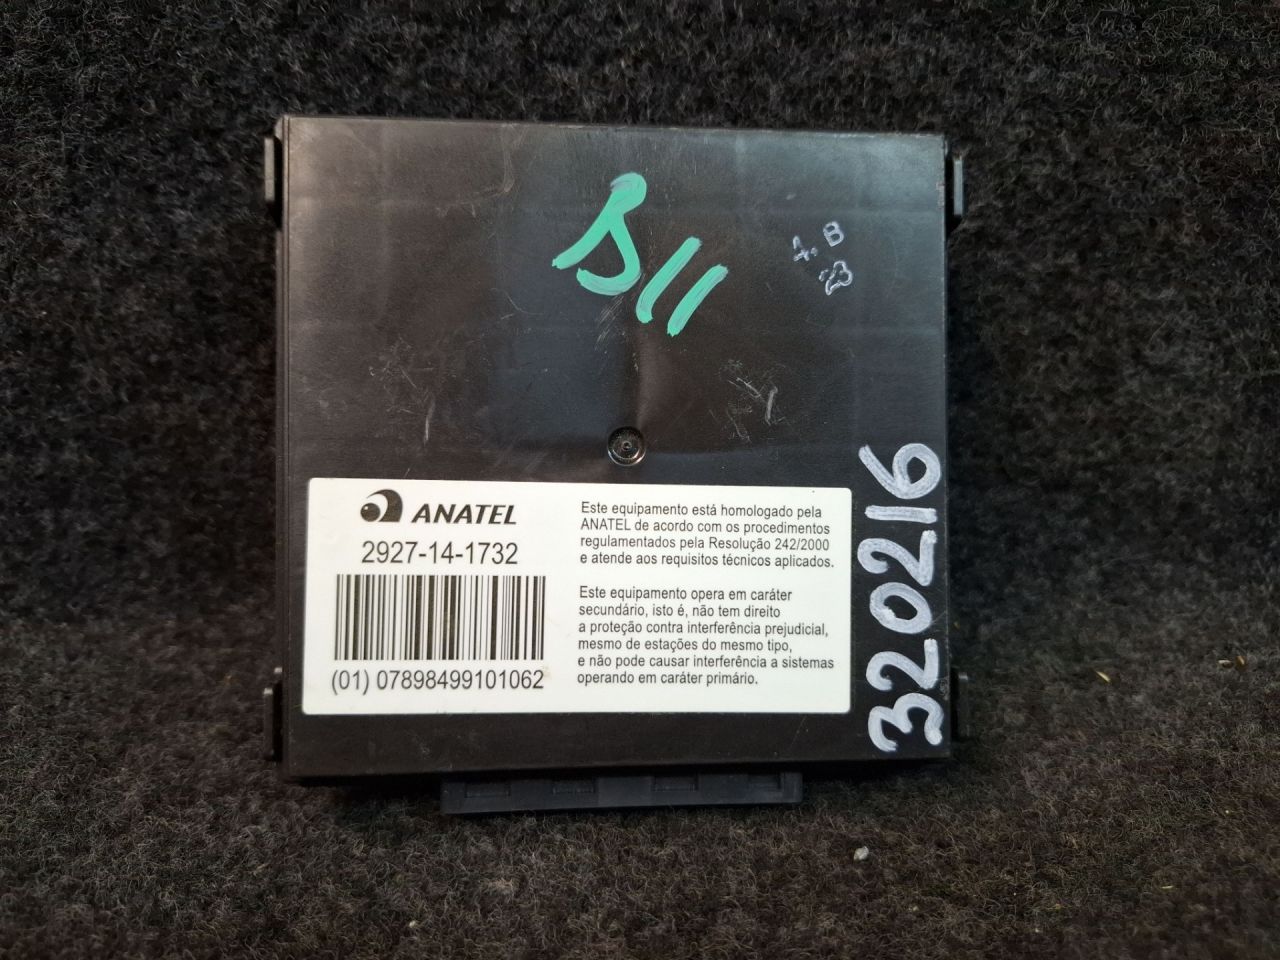 B11
1.B
23
ANATEL
2927-14-1732
(01) 07898499101062
Este equipamento está homologado pela
ANATEL de acordo com os procedimentos
regulamentados pela Resolução 242/2000
e atende aos requisitos técnicos aplicados.
Este equipamento opera em caráter
secundário, isto é, não tem direito
a proteção contra interferência prejudicial,
mesmo de estações do mesmo tipo,
e não pode causar interferência a sistemas
operando em caráter primário.
320216